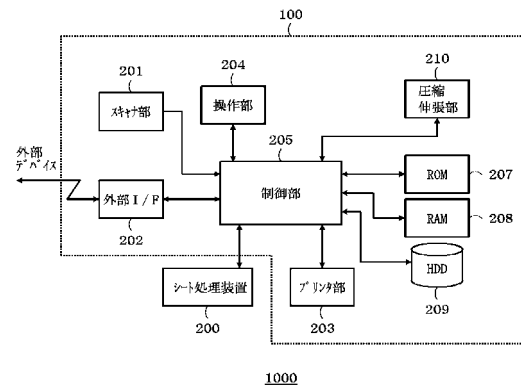 100
201
204
210
スキャナ部
操作部
圧縮
伸張部
205
外部
デバイス
外部 I/F
制御部
ROM
207
RAM
208
202
HDD
シート処理装置
プリンタ部
209
200
203
1000